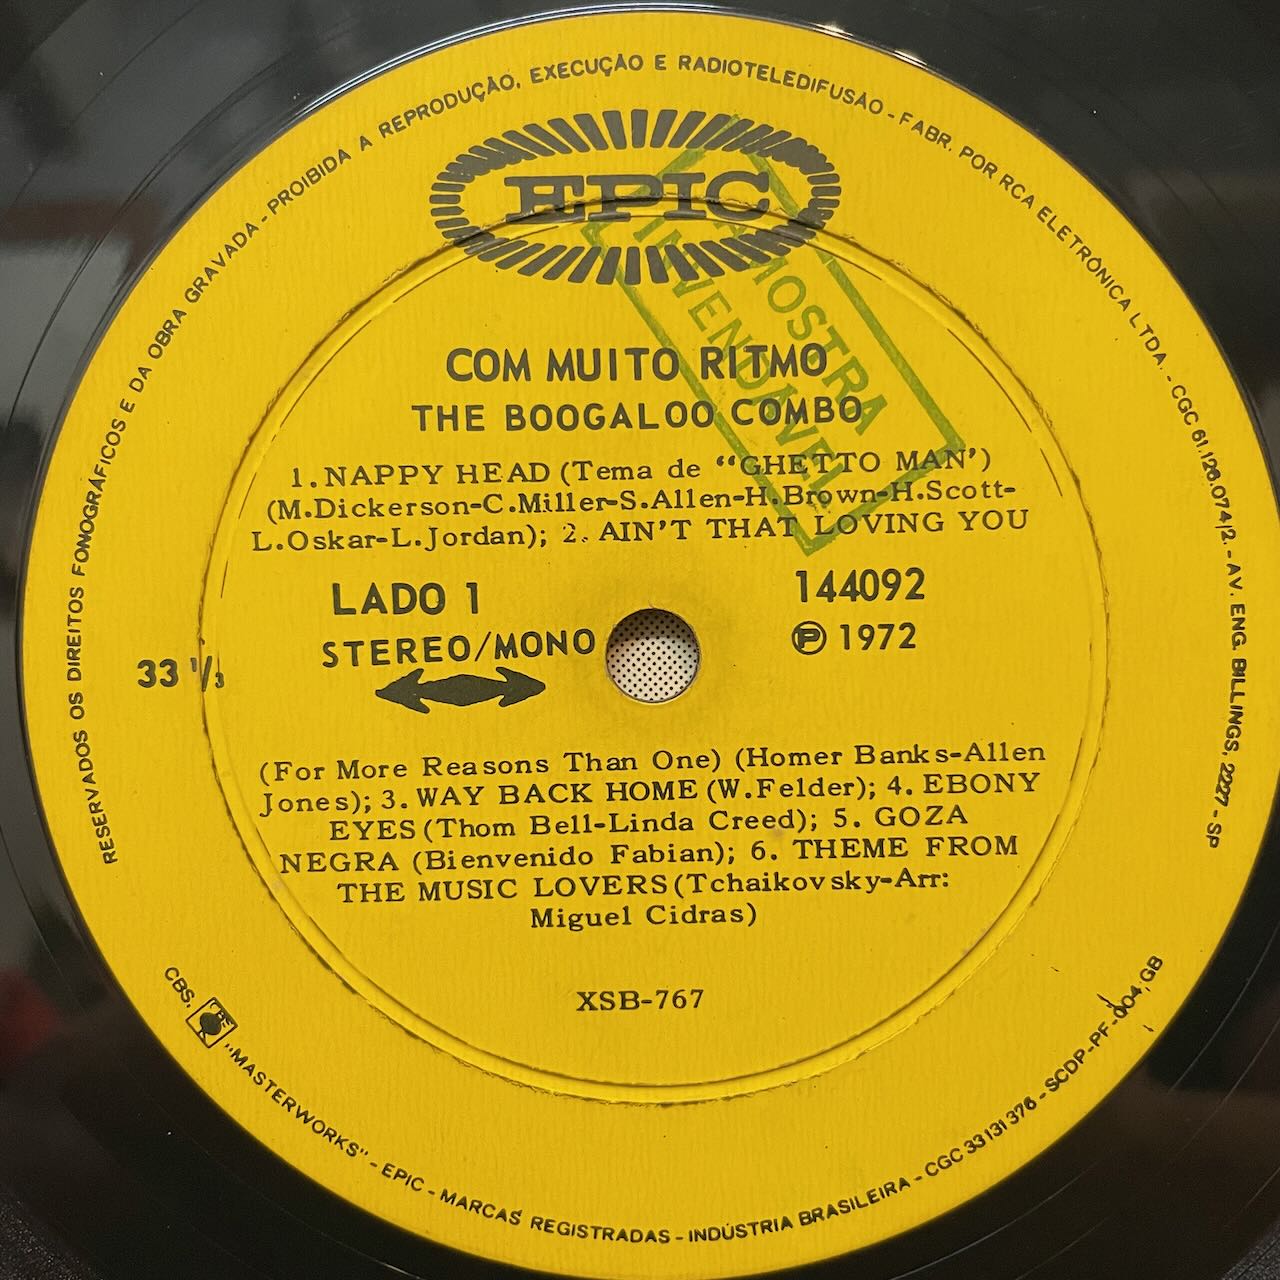 RESERVADOS OS DIREITOS FONOGRÁFICOS E DA OBRA GRAVADA - PROIBIDA A REPRODUÇÃO, EXECUÇÃO E RADIOTELEDIFUSÃO - FABR. POR RCA ELETRÔNICA LTDA. - CGC 61.126.074/2. - AV. ENG. BILLINGS, 2227 - SP
EPIC
AMOSTRA
INVENDÁVEL
COM MUITO RITMO
THE BOOGALOO COMBO
1. NAPPY HEAD (Tema de “GHETTO MAN’)
(M.Dickerson-C.Miller-S.Allen-H.Brown-H.Scott-
L.Oskar-L.Jordan); 2. AIN'T THAT LOVING YOU
LADO 1
144092
STEREO/MONO
Ⓟ 1972
33 1/3
(For More Reasons Than One) (Homer Banks-Allen
Jones); 3. WAY BACK HOME (W.Felder); 4. EBONY
EYES (Thom Bell-Linda Creed); 5. GOZA
NEGRA (Bienvenido Fabian); 6. THEME FROM
THE MUSIC LOVERS (Tchaikovsky-Arr:
Miguel Cidras)
XSB-767
CBS, "MASTERWORKS" - EPIC - MARCAS REGISTRADAS - INDÚSTRIA BRASILEIRA - CGC 33131376 - SCDP-PF-004/GB